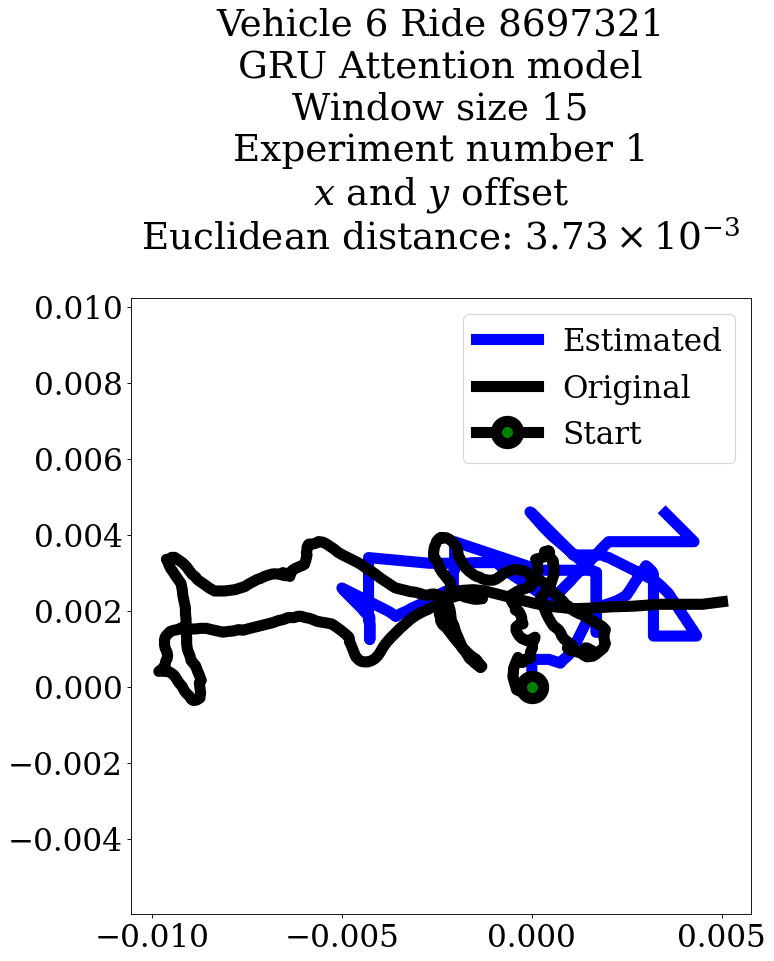 Vehicle 6 Ride 8697321
GRU Attention model
Window size 15
Experiment number 1
x and y offset
Euclidean distance: 3.73 × 10⁻³
Estimated
Original
Start
0.010
0.008
0.006
0.004
0.002
0.000
−0.002
−0.004
−0.010 −0.005 0.000 0.005